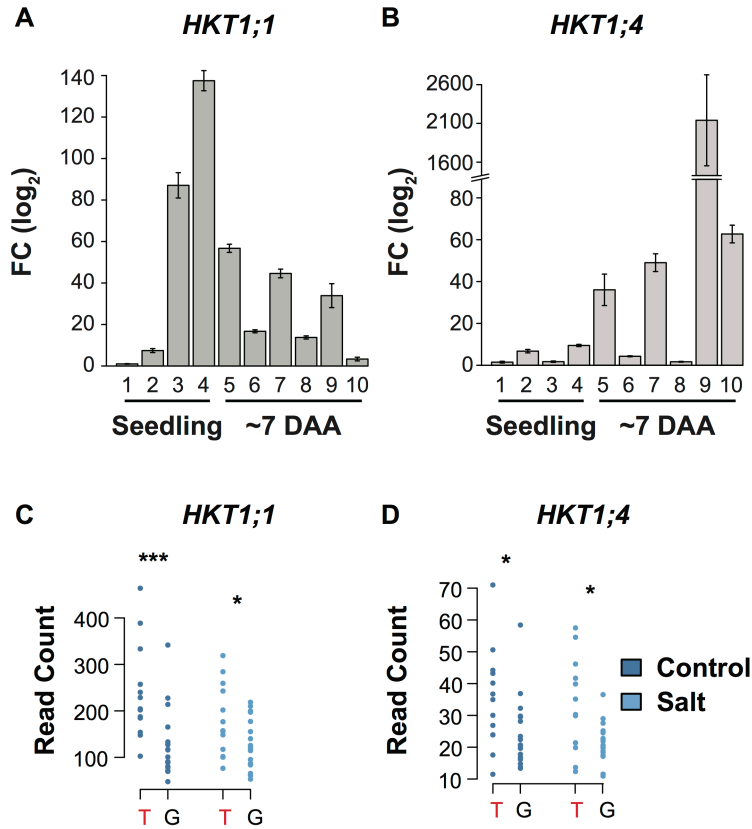 A
HKT1;1
FC (log2)
140
120
100
80
60
40
20
0
1 2 3 4 5 6 7 8 9 10
Seedling ~7 DAA
B
HKT1;4
FC (log2)
2600
2100
1600
80
60
40
20
0
1 2 3 4 5 6 7 8 9 10
Seedling ~7 DAA
C
HKT1;1
*** *
Read Count
400
300
200
100
T G T G
D
HKT1;4
* *
Read Count
70
60
50
40
30
20
10
T G T G
Control
Salt